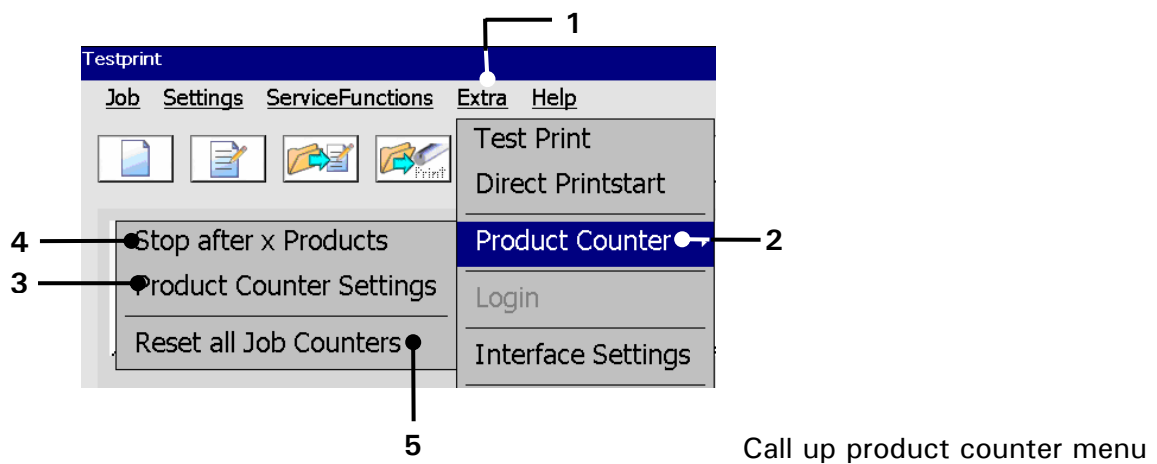 1
Testprint
Job Settings ServiceFunctions Extra Help
Print
Test Print
Direct Printstart
Product Counter
2
Login
Interface Settings
4
Stop after x Products
3
Product Counter Settings
Reset all Job Counters
5
Call up product counter menu